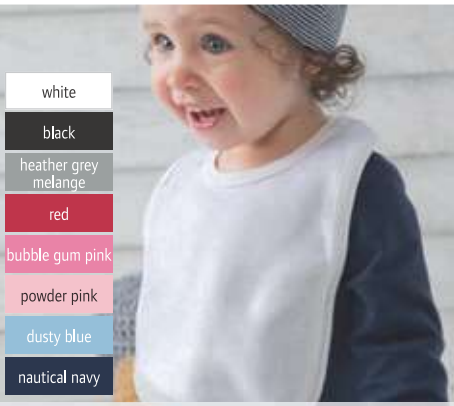 white
black
heather grey
melange
red
bubble gum pink
powder pink
dusty blue
nautical navy